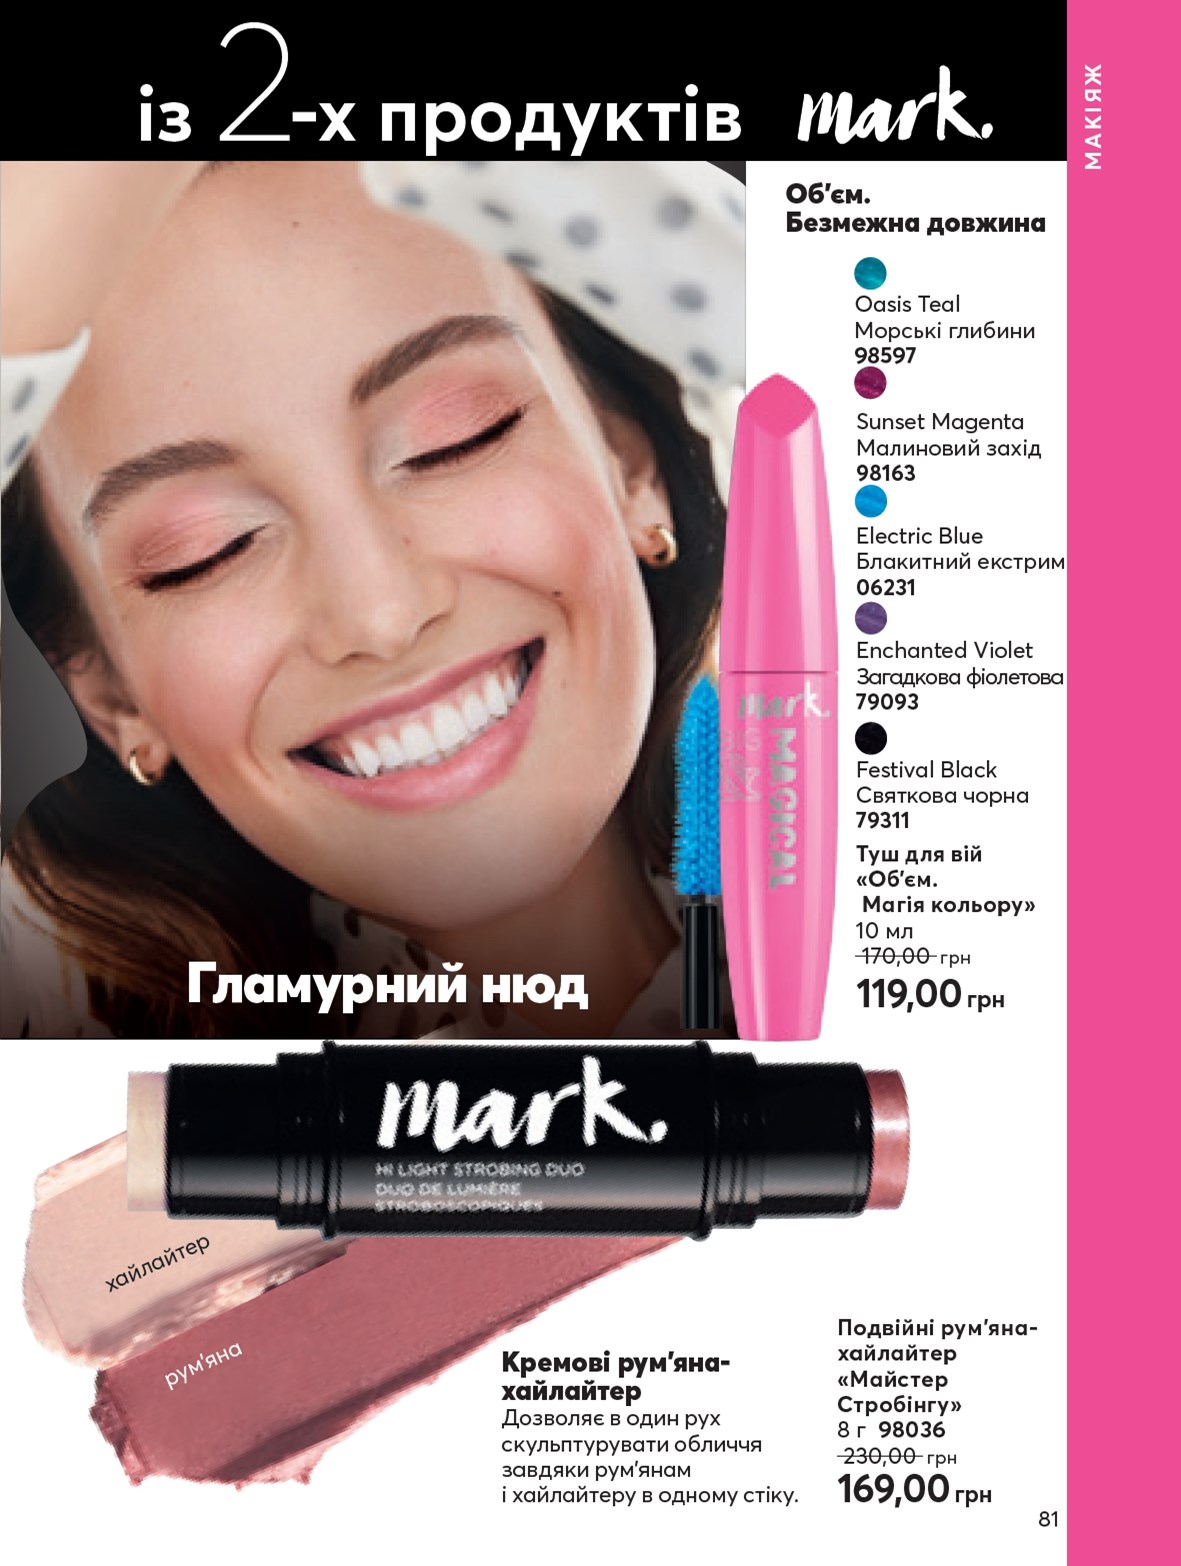 із 2-х продуктів mark.
МАКІЯЖ
Об'єм.
Безмежна довжина
Oasis Teal
Морські глибини
98597
Sunset Magenta
Малиновий захід
98163
Electric Blue
Блакитний екстрим
06231
Enchanted Violet
Загадкова фіолетова
79093
Festival Black
Святкова чорна
79311
Туш для вій
«Об'єм.
Магія кольору»
10 мл
170,00 грн
119,00 грн
mark.
BIG
MAGICAL
Гламурний нюд
mark.
HI LIGHT STROBING DUO
DUO DE LUMIÈRE
STROBOSCOPIQUES
хайлайтер
рум'яна
Кремові рум'яна-
хайлайтер
Дозволяє в один рух
скульптурувати обличчя
завдяки рум'янам
і хайлайтеру в одному стіку.
Подвійні рум'яна-
хайлайтер
«Майстер
Стробінгу»
8 г 98036
230,00 грн
169,00 грн
81